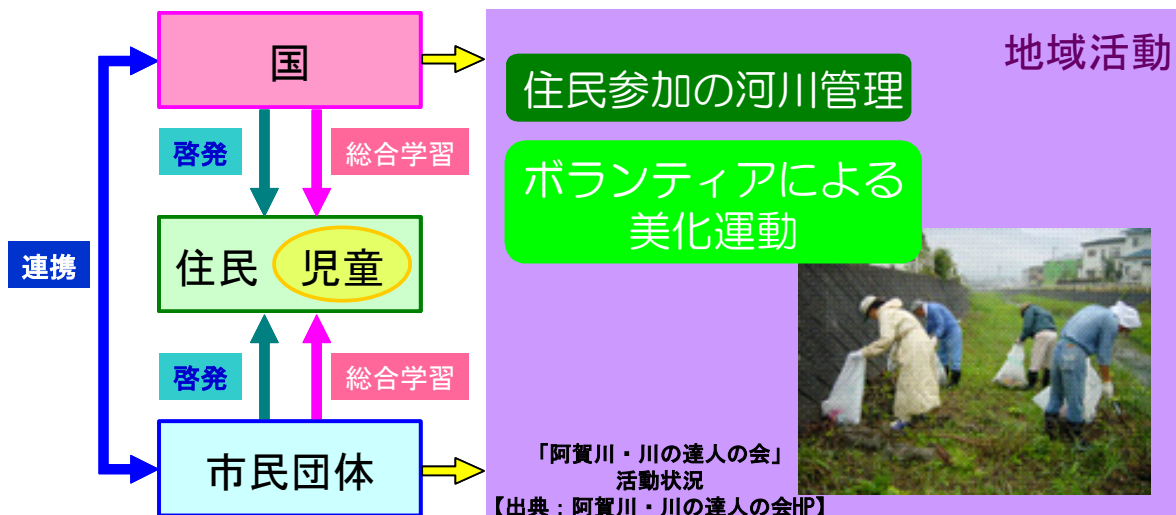 国
啓発
総合学習
連携
住民
児童
啓発
総合学習
市民団体
地域活動
住民参加の河川管理
ボランティアによる
美化運動
「阿賀川・川の達人の会」
活動状況
【出典：阿賀川・川の達人の会HP】